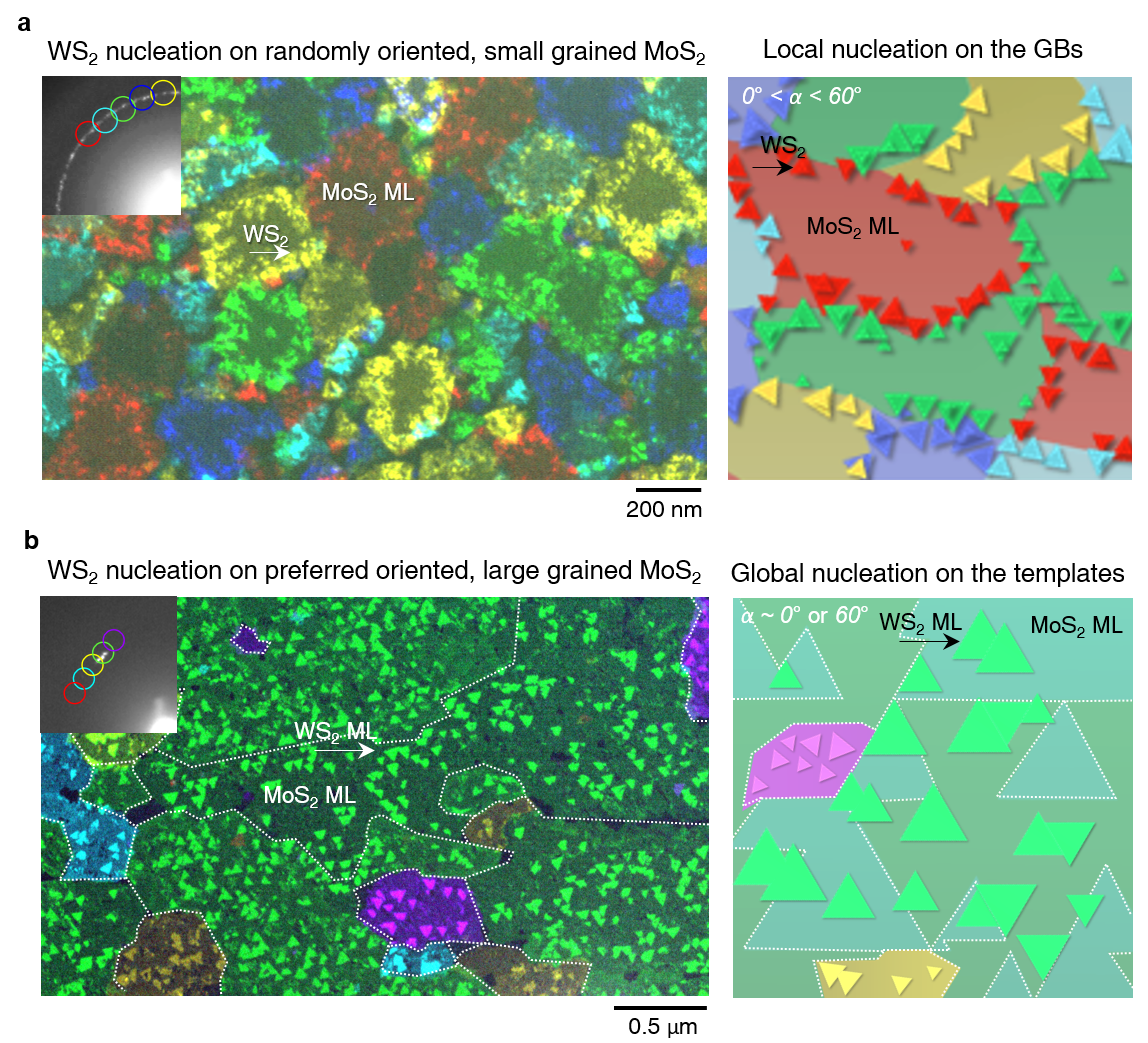 a
WS₂ nucleation on randomly oriented, small grained MoS₂
Local nucleation on the GBs
MoS₂ ML
WS₂
0° < α < 60°
WS₂
MoS₂ ML
200 nm
b
WS₂ nucleation on preferred oriented, large grained MoS₂
Global nucleation on the templates
WS₂ ML
MoS₂ ML
α ~ 0° or 60°
WS₂ ML
MoS₂ ML
0.5 μm